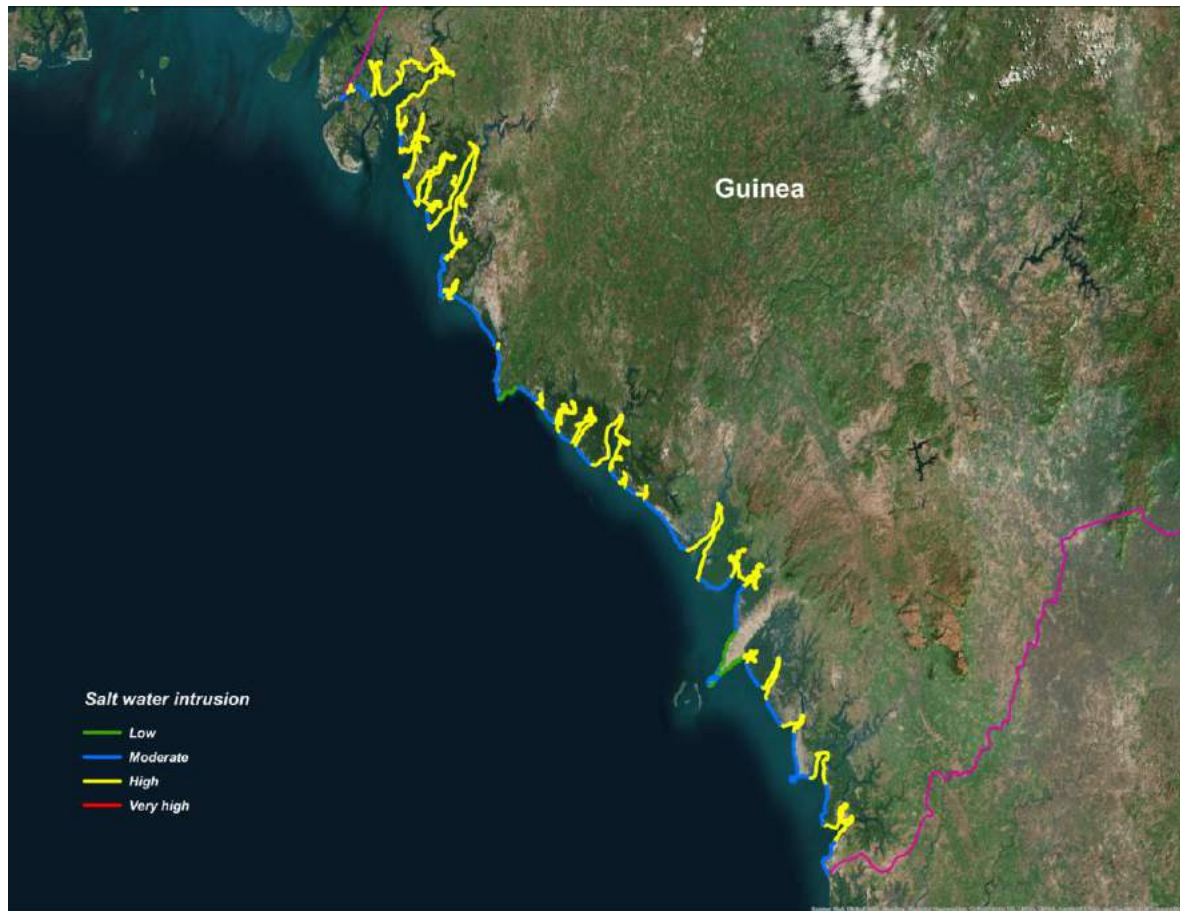 Guinea
Salt water intrusion
Low
Moderate
High
Very high